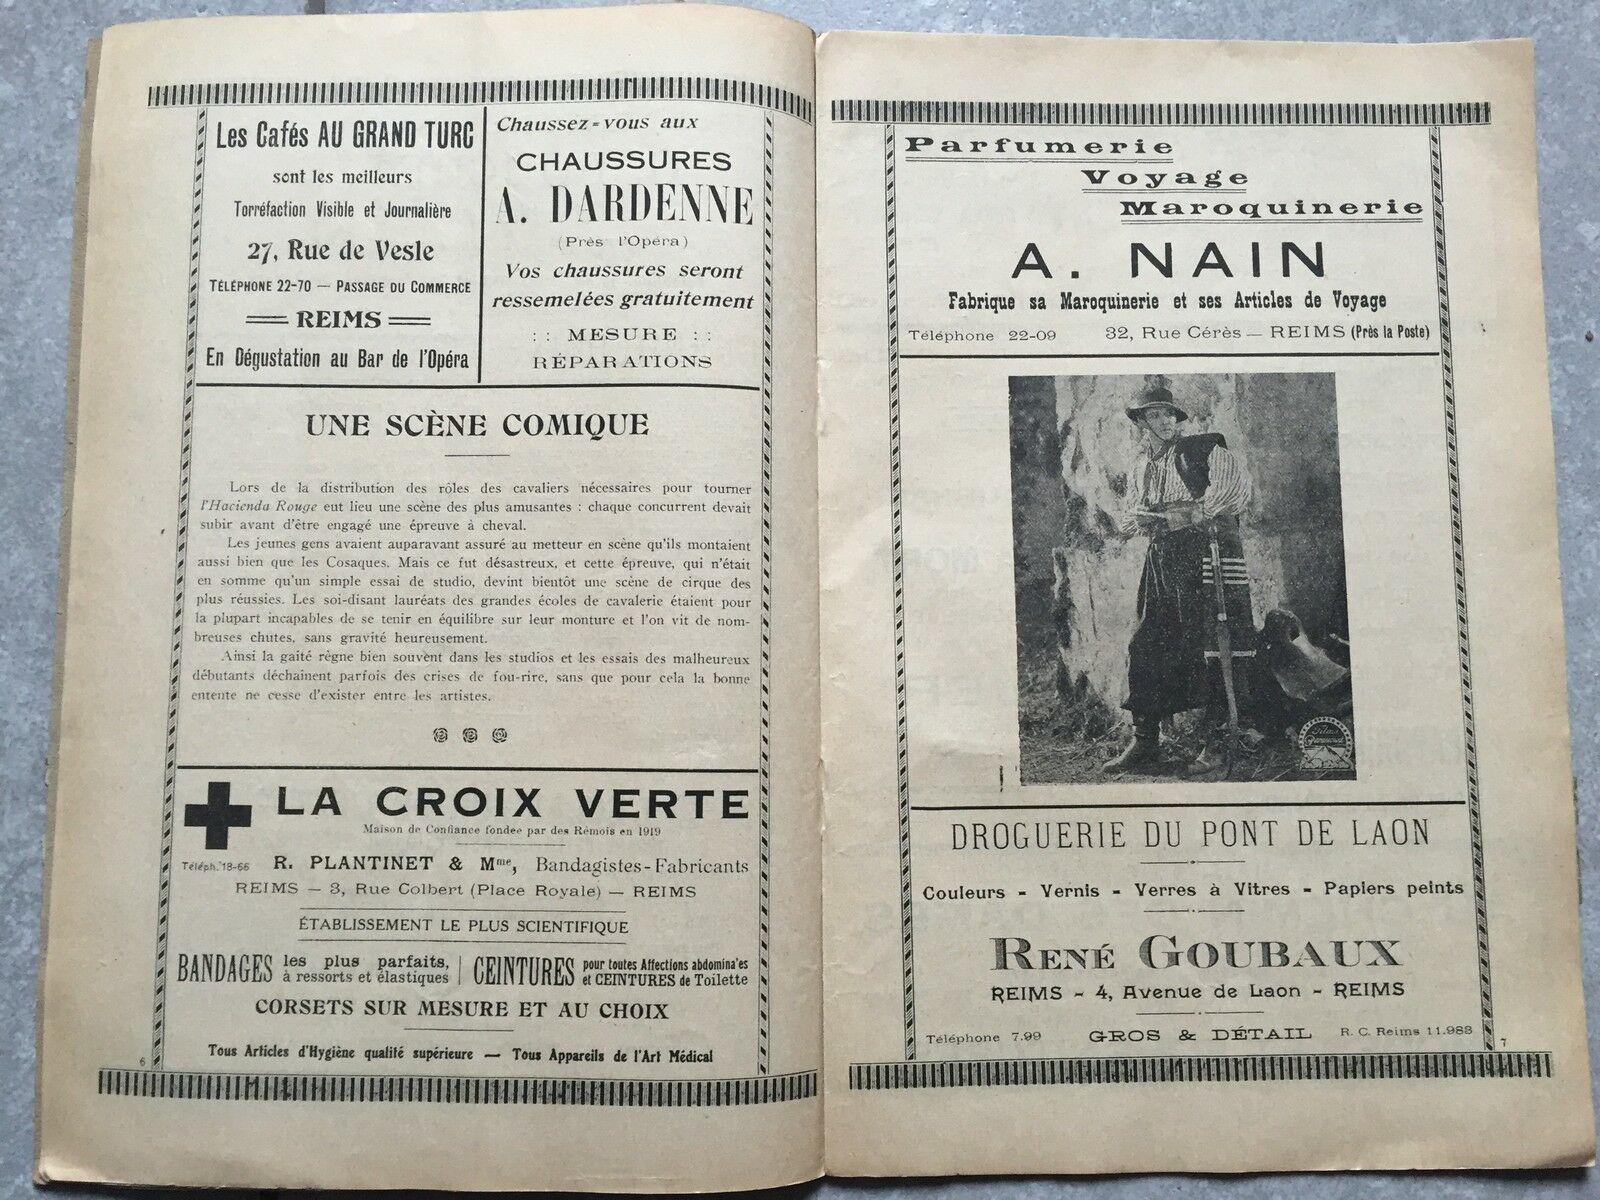 Les Cafés AU GRAND TURC
sont les meilleurs
Torréfaction Visible et Journalière
27, Rue de Vesle
TÉLÉPHONE 22-70 — PASSAGE DU COMMERCE
REIMS
En Dégustation au Bar de l'Opéra
Chaussez-vous aux
CHAUSSURES
A. DARDENNE
(Près l'Opéra)
Vos chaussures seront
ressemelées gratuitement
:: MESURE ::
RÉPARATIONS
UNE SCÈNE COMIQUE
Lors de la distribution des rôles des cavaliers nécessaires pour tourner
l'Hacienda Rouge eut lieu une scène des plus amusantes : chaque concurrent devait
subir avant d'être engagé une épreuve à cheval.
Les jeunes gens avaient auparavant assuré au metteur en scène qu'ils montaient
aussi bien que les Cosaques. Mais ce fut désastreux, et cette épreuve, qui n'était
en somme qu'un simple essai de studio, devint bientôt une scène de cirque des
plus réussies. Les soi-disant lauréats des grandes écoles de cavalerie étaient pour
la plupart incapables de se tenir en équilibre sur leur monture et l'on vit de nom-
breuses chutes, sans gravité heureusement.
Ainsi la gaité règne bien souvent dans les studios et les essais des malheureux
débutants déchainent parfois des crises de fou-rire, sans que pour cela la bonne
entente ne cesse d'exister entre les artistes.
LA CROIX VERTE
Maison de Confiance fondée par des Rémois en 1919
Téléph. 18-66 R. PLANTINET & Mme, Bandagistes-Fabricants
REIMS — 3, Rue Colbert (Place Royale) — REIMS
ÉTABLISSEMENT LE PLUS SCIENTIFIQUE
BANDAGES les plus parfaits,
à ressorts et élastiques
CEINTURES pour toutes Affections abdomina'es
et CEINTURES de Toilette
CORSETS SUR MESURE ET AU CHOIX
Tous Articles d'Hygiène qualité supérieure — Tous Appareils de l'Art Médical
6
Parfumerie
Voyage
Maroquinerie
A. NAIN
Fabrique sa Maroquinerie et ses Articles de Voyage
Téléphone 22-09 32, Rue Cérès — REIMS (Près la Poste)
Films
Paramount
DROGUERIE DU PONT DE LAON
Couleurs - Vernis - Verres à Vitres - Papiers peints
RENÉ GOUBAUX
REIMS - 4, Avenue de Laon - REIMS
Téléphone 7.99 GROS & DÉTAIL R. C. Reims 11.988
7